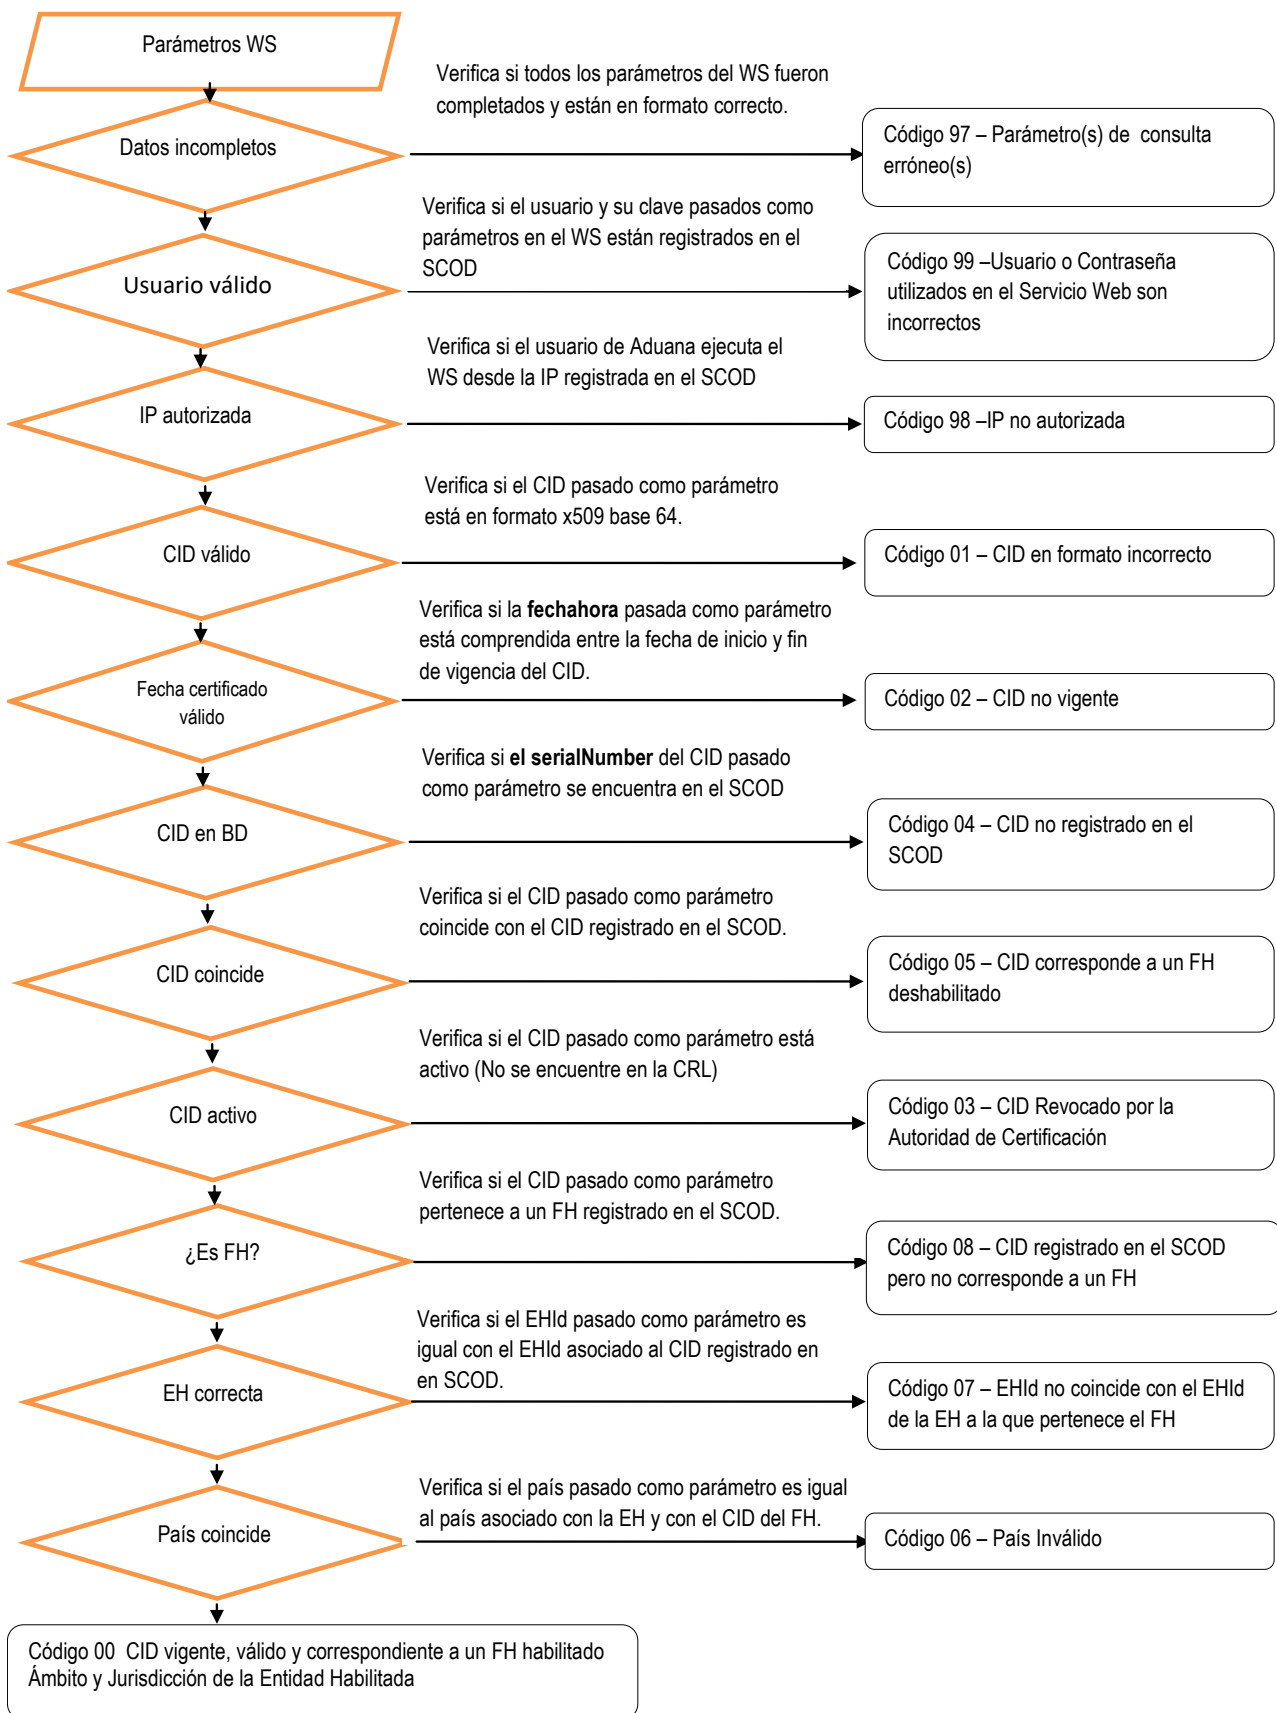 Parámetros WS
Verifica si todos los parámetros del WS fueron
completados y están en formato correcto.
Datos incompletos
Código 97 – Parámetro(s) de consulta
erróneo(s)
Verifica si el usuario y su clave pasados como
parámetros en el WS están registrados en el
SCOD
Usuario válido
Código 99 –Usuario o Contraseña
utilizados en el Servicio Web son
incorrectos
Verifica si el usuario de Aduana ejecuta el
WS desde la IP registrada en el SCOD
IP autorizada
Código 98 –IP no autorizada
Verifica si el CID pasado como parámetro
está en formato x509 base 64.
CID válido
Código 01 – CID en formato incorrecto
Verifica si la fechahora pasada como parámetro
está comprendida entre la fecha de inicio y fin
de vigencia del CID.
Fecha certificado
válido
Código 02 – CID no vigente
Verifica si el serialNumber del CID pasado
como parámetro se encuentra en el SCOD
CID en BD
Código 04 – CID no registrado en el
SCOD
Verifica si el CID pasado como parámetro
coincide con el CID registrado en el SCOD.
CID coincide
Código 05 – CID corresponde a un FH
deshabilitado
Verifica si el CID pasado como parámetro está
activo (No se encuentre en la CRL)
CID activo
Código 03 – CID Revocado por la
Autoridad de Certificación
Verifica si el CID pasado como parámetro
pertenece a un FH registrado en el SCOD.
¿Es FH?
Código 08 – CID registrado en el SCOD
pero no corresponde a un FH
Verifica si el EHId pasado como parámetro es
igual con el EHId asociado al CID registrado en
en SCOD.
EH correcta
Código 07 – EHId no coincide con el EHId
de la EH a la que pertenece el FH
Verifica si el país pasado como parámetro es igual
al país asociado con la EH y con el CID del FH.
País coincide
Código 06 – País Inválido
Código 00 CID vigente, válido y correspondiente a un FH habilitado
Ámbito y Jurisdicción de la Entidad Habilitada